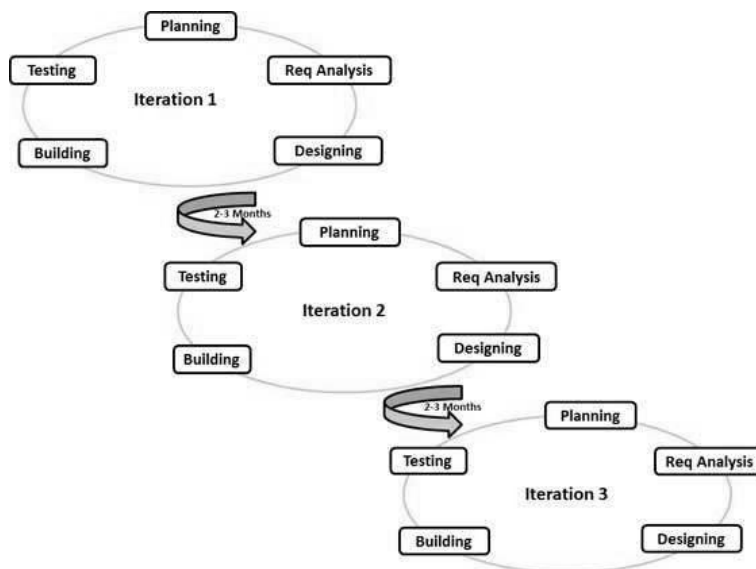 Planning
Testing
Req Analysis
Iteration 1
Building
Designing
2-3 Months
Planning
Testing
Req Analysis
Iteration 2
Building
Designing
2-3 Months
Planning
Testing
Req Analysis
Iteration 3
Building
Designing